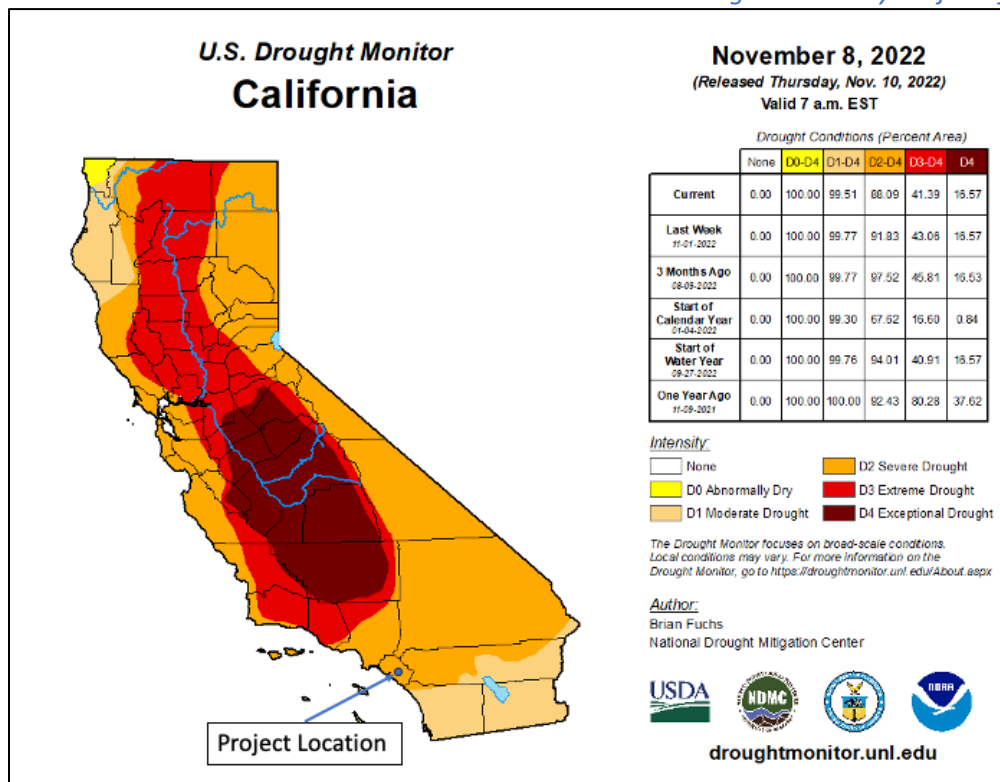 U.S. Drought Monitor
California
November 8, 2022
(Released Thursday, Nov. 10, 2022)
Valid 7 a.m. EST
Drought Conditions (Percent Area)
None D0-D4 D1-D4 D2-D4 D3-D4 D4
Current 0.00 100.00 99.51 88.09 41.39 16.57
Last Week
11-01-2022
0.00 100.00 99.77 91.83 43.06 16.57
3 Months Ago
08-09-2022
0.00 100.00 99.77 97.52 45.81 16.53
Start of
Calendar Year
01-04-2022
0.00 100.00 99.30 67.62 16.60 0.84
Start of
Water Year
09-27-2022
0.00 100.00 99.76 94.01 40.91 16.57
One Year Ago
11-09-2021
0.00 100.00 100.00 92.43 80.28 37.62
Intensity:
None
D0 Abnormally Dry
D1 Moderate Drought
D2 Severe Drought
D3 Extreme Drought
D4 Exceptional Drought
The Drought Monitor focuses on broad-scale conditions.
Local conditions may vary. For more information on the
Drought Monitor, go to https://droughtmonitor.unl.edu/About.aspx
Author:
Brian Fuchs
National Drought Mitigation Center
USDA
NDMC
NOAA
droughtmonitor.unl.edu
Project Location